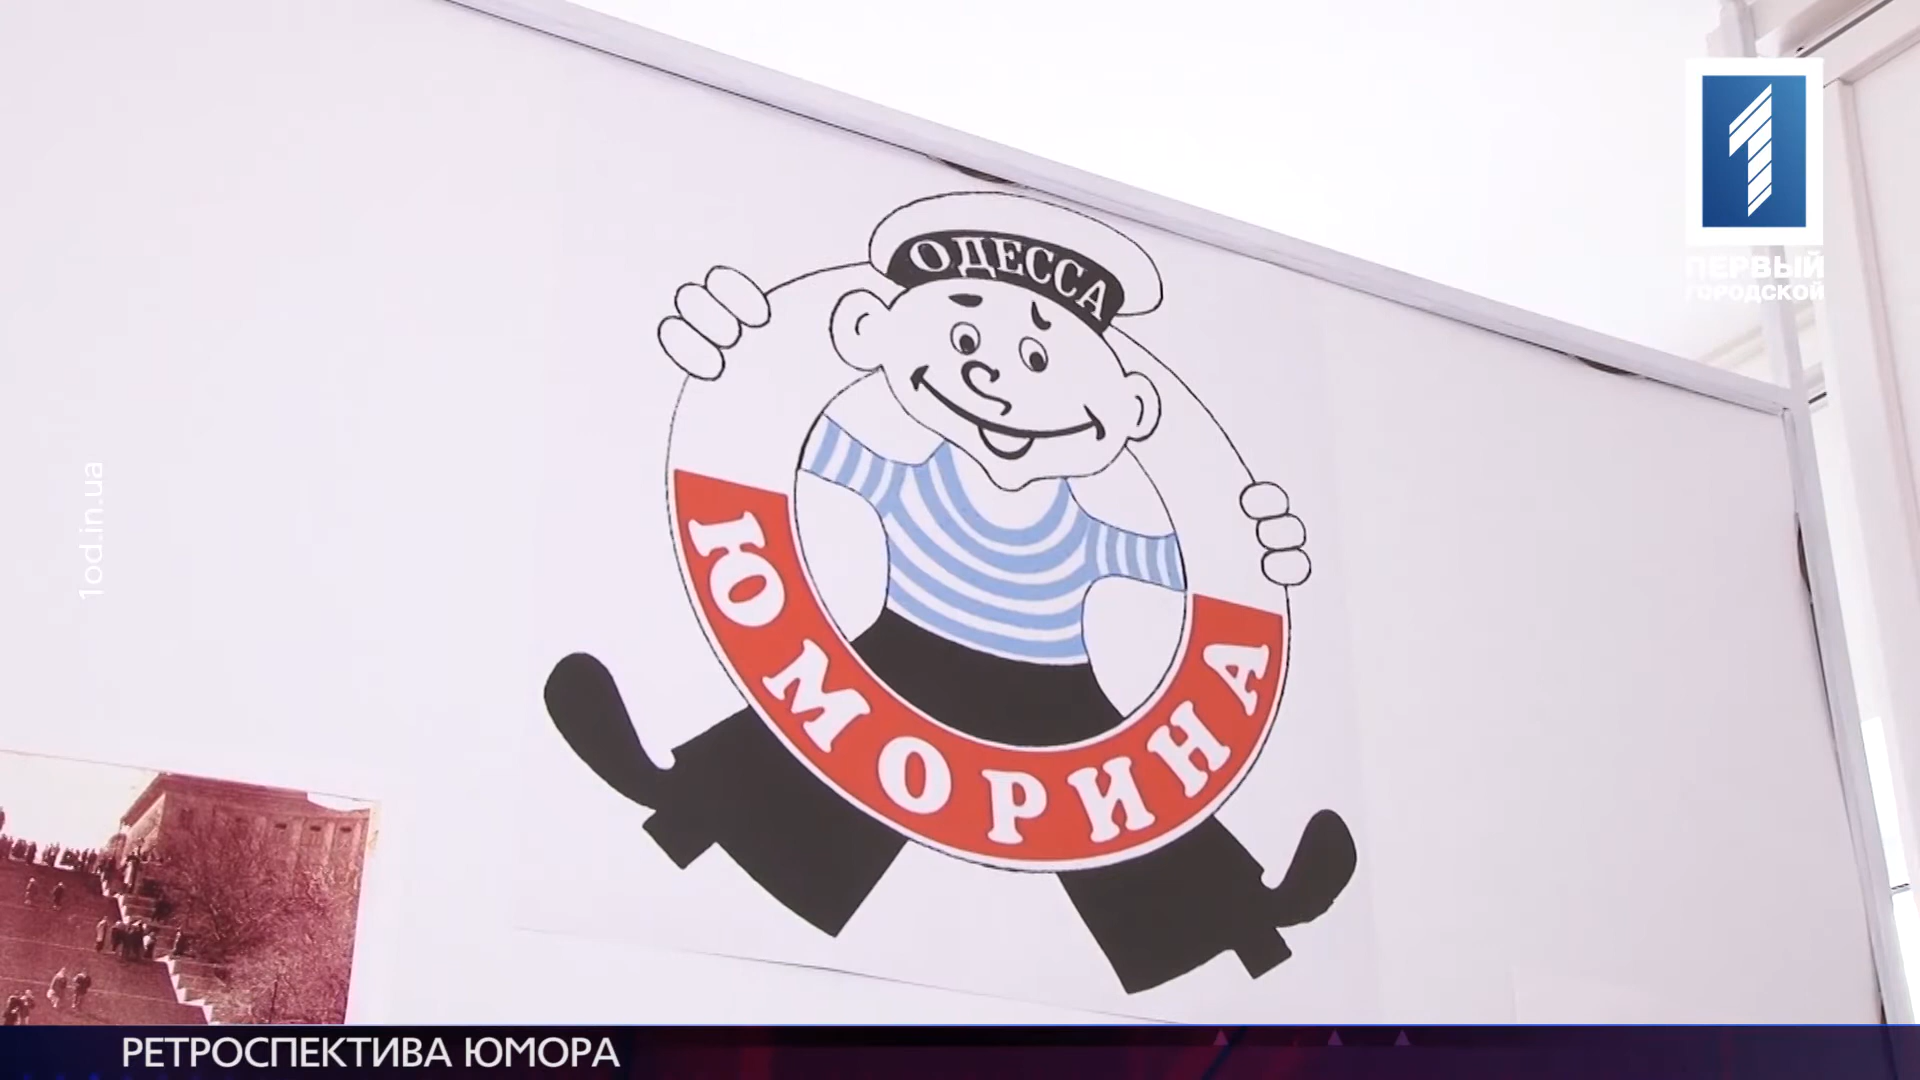 ПЕРВЫЙ
ГОРОДСКОЙ
ОДЕССА
ЮМОРИНА
1od.in.ua
РЕТРОСПЕКТИВА ЮМОРА